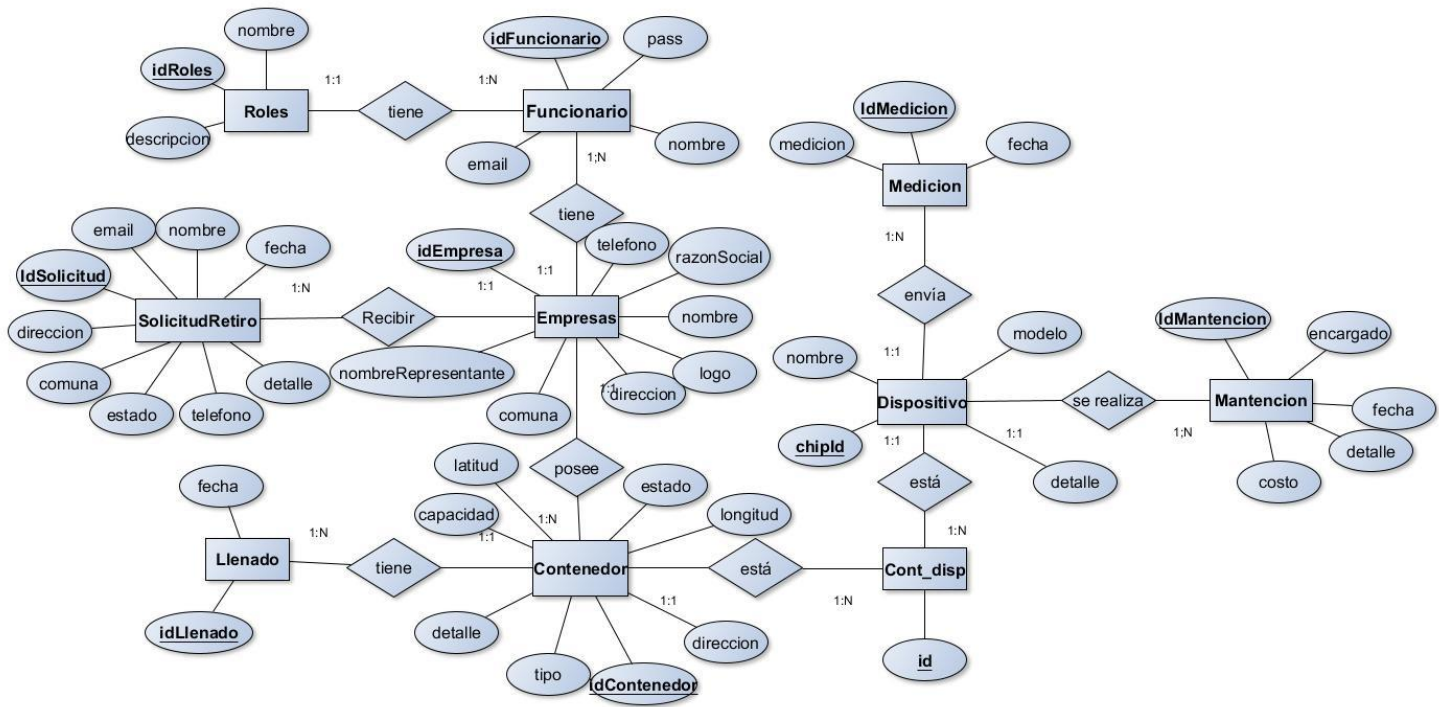 nombre
idFuncionario
pass
idRoles
1:1
1:N
Roles
tiene
Funcionario
descripcion
email
nombre
IdMedicion
medicion
fecha
Medicion
1;N
tiene
email
nombre
fecha
idEmpresa
telefono
razonSocial
IdSolicitud
1:N
1:1
1:1
SolicitudRetiro
Recibir
Empresas
nombre
direccion
comuna
estado
telefono
detalle
nombreRepresentante
comuna
1:1
direccion
logo
1:N
envía
1:1
nombre
modelo
IdMantencion
encargado
Dispositivo
se realiza
Mantencion
fecha
chipId
1:1
1:1
1;N
detalle
detalle
costo
está
posee
latitud
estado
fecha
capacidad
1:N
longitud
1:N
1:1
1:N
Llenado
tiene
Contenedor
está
Cont_disp
1:1
1:N
idLlenado
detalle
tipo
idContenedor
direccion
id